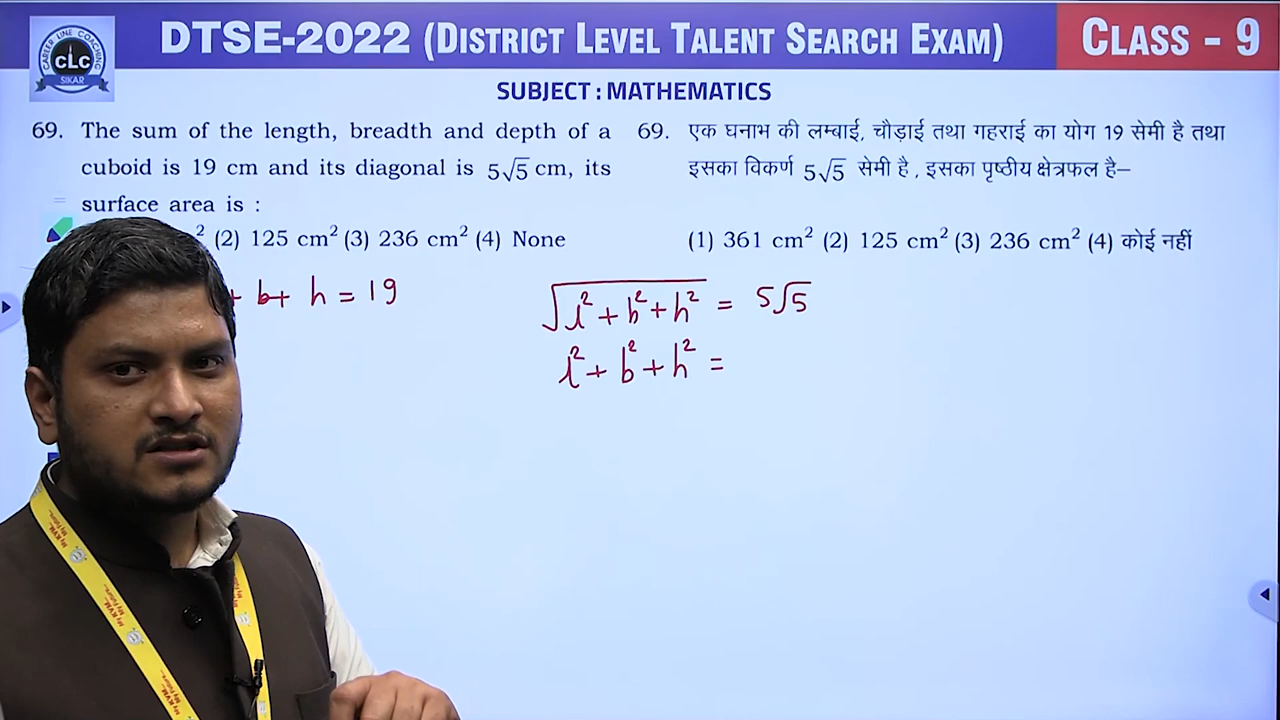 CAREER LINE COACHING
CLC
SIKAR
DTSE-2022 (DISTRICT LEVEL TALENT SEARCH EXAM)
CLASS - 9
SUBJECT : MATHEMATICS
69. The sum of the length, breadth and depth of a
cuboid is 19 cm and its diagonal is 5√5 cm, its
surface area is :
² (2) 125 cm² (3) 236 cm² (4) None
69. एक घनाभ की लम्बाई, चौड़ाई तथा गहराई का योग 19 सेमी है तथा
इसका विकर्ण 5√5 सेमी है , इसका पृष्ठीय क्षेत्रफल है–
(1) 361 cm² (2) 125 cm² (3) 236 cm² (4) कोई नहीं
+ b + h = 19
√(l² + b² + h²) = 5√5
l² + b² + h² =